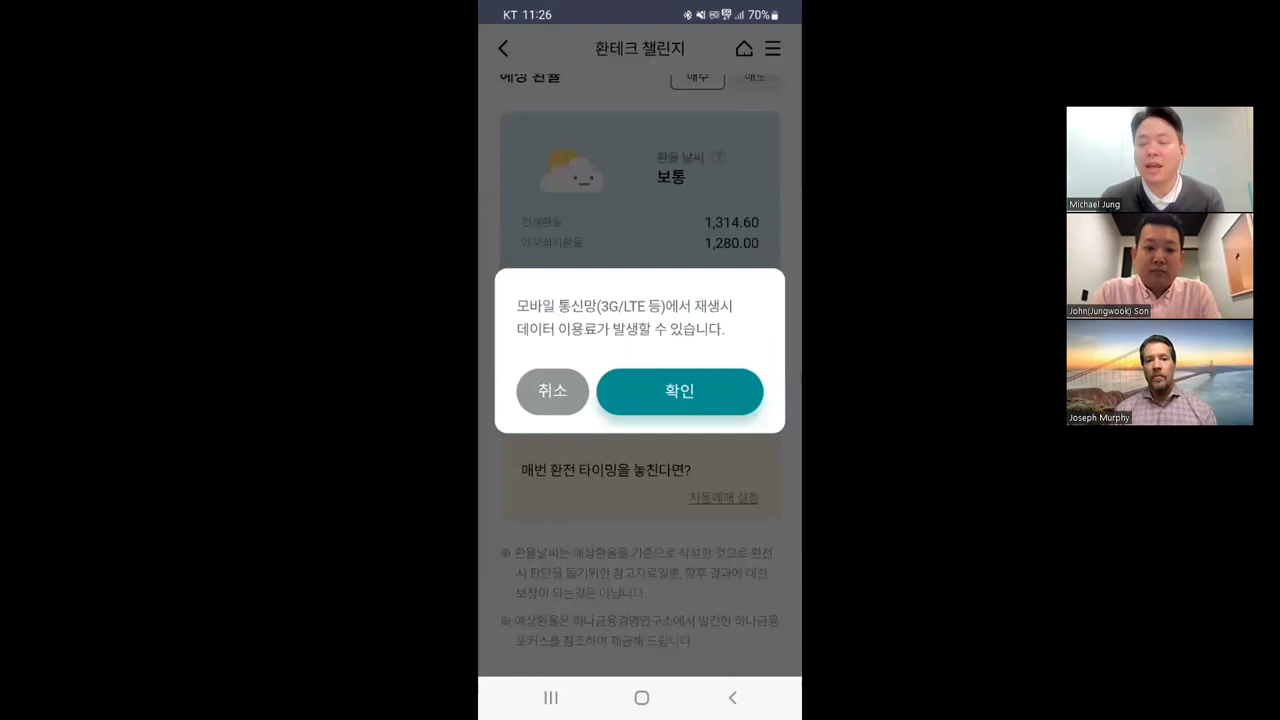 KT 11:26
70%
환테크 챌린지
예상 환율
매수
매도
환율 날씨 ?
보통
현재환율
1,314.60
예상최저환율
1,280.00
모바일 통신망(3G/LTE 등)에서 재생시
데이터 이용료가 발생할 수 있습니다.
취소
확인
매번 환전 타이밍을 놓친다면?
자동매매 설정
※ 환율날씨는 예상환율을 기준으로 작성한 것으로 환전
시 판단을 돕기위한 참고자료일뿐, 향후 결과에 대한
보장이 되는것은 아닙니다
※ 예상환율은 하나금융경영연구소에서 발간한 하나금융
포커스를 참조하여 제공해 드립니다
Michael Jung
John(Jungwook) Son
Joseph Murphy